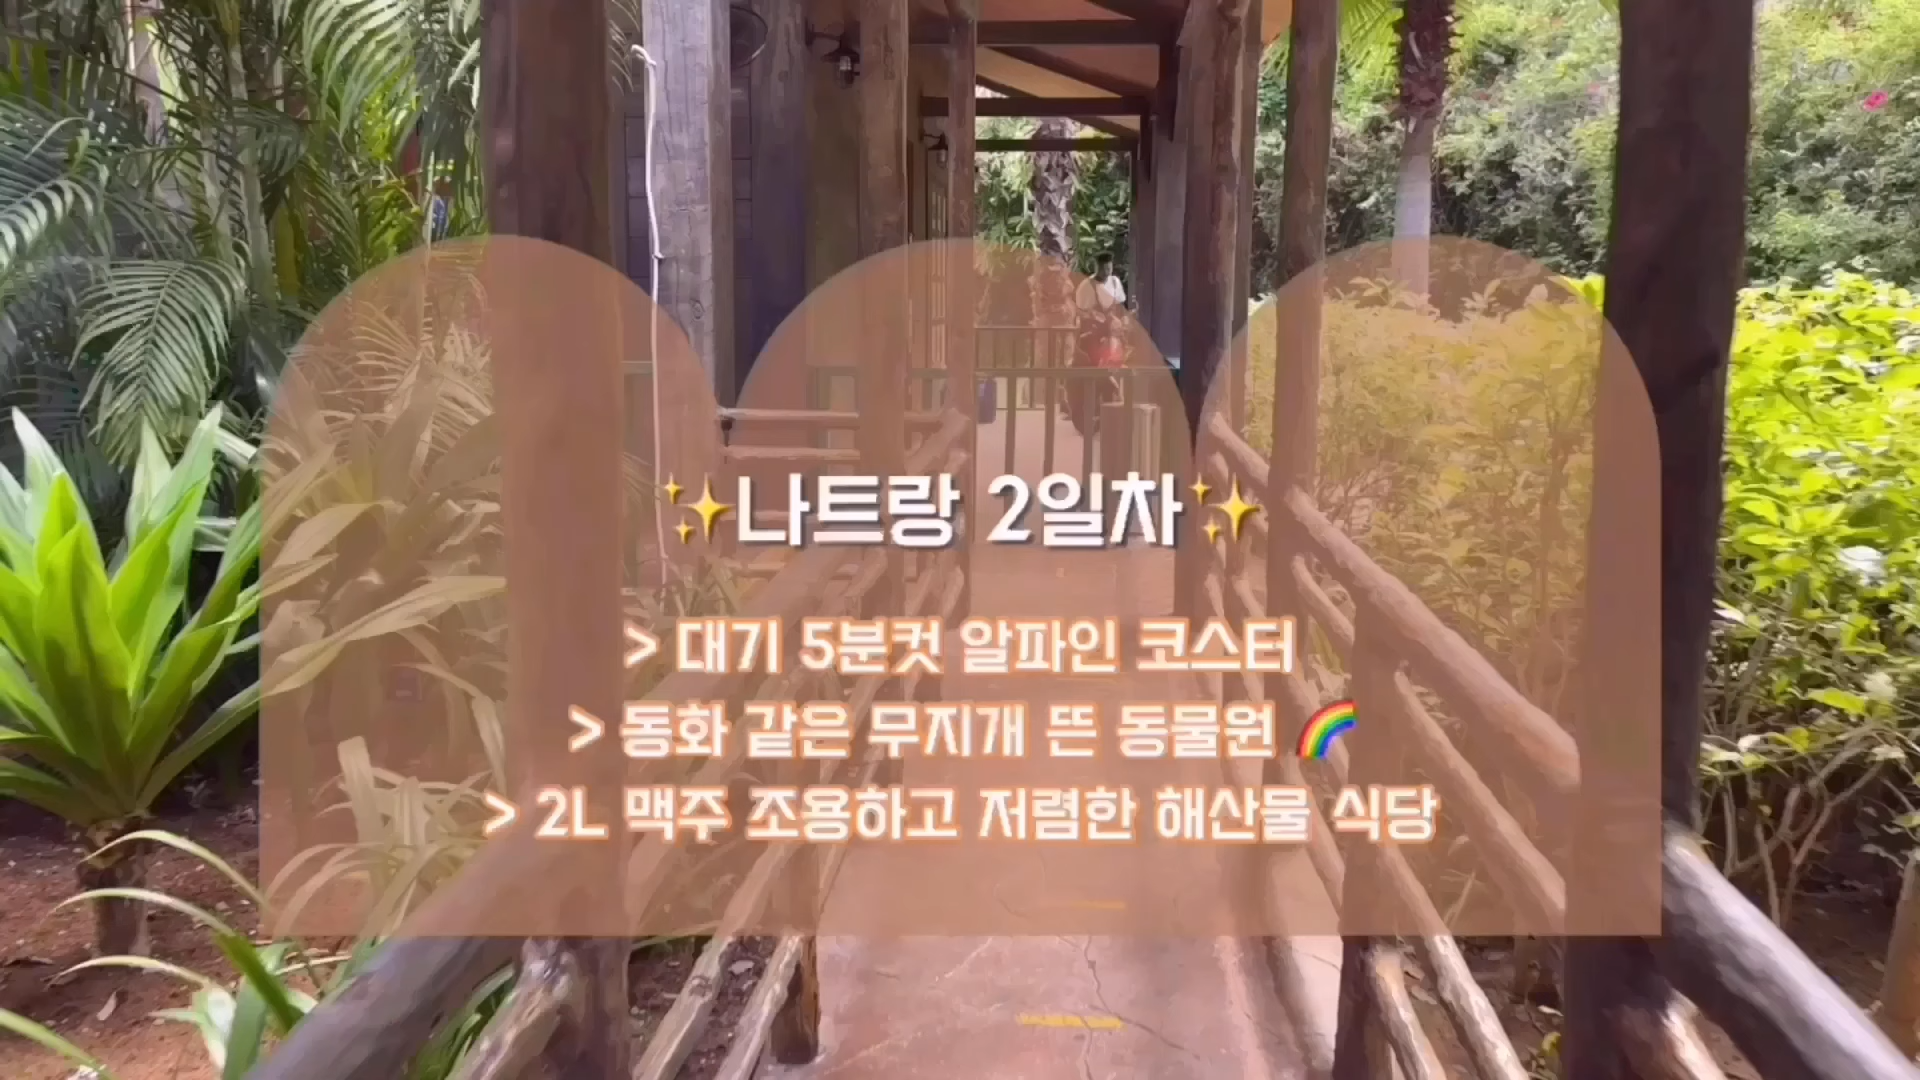 ✨나트랑 2일차✨
> 대기 5분컷 알파인 코스터
> 동화 같은 무지개 뜬 동물원 🌈
> 2L 맥주 조용하고 저렴한 해산물 식당